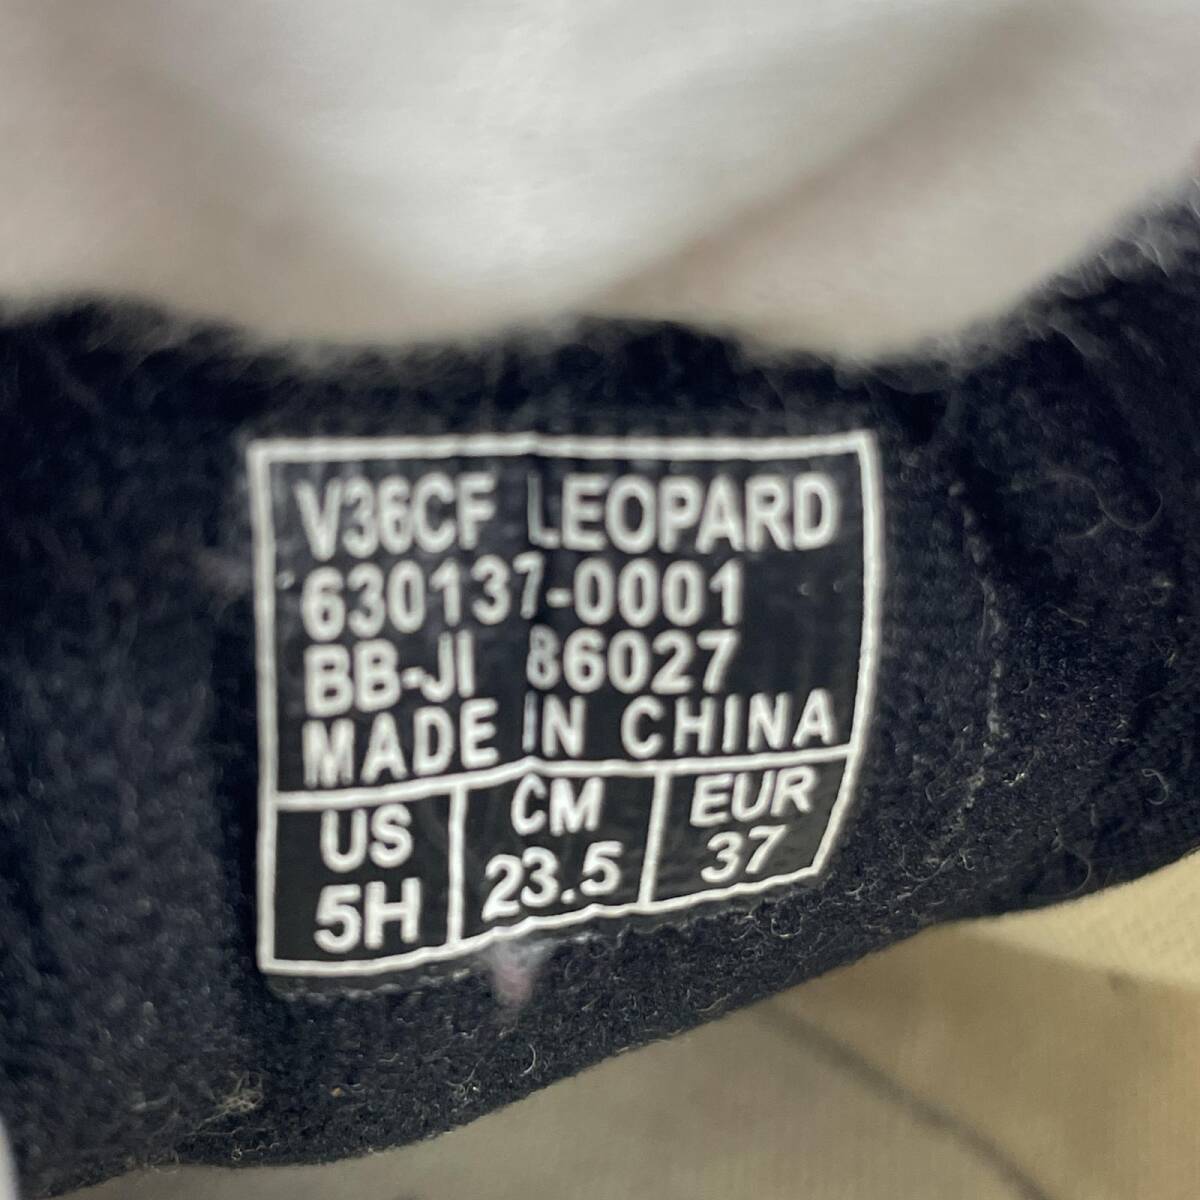 V36CF LEOPARD
630137-0001
BB-JI 86027
MADE IN CHINA
US CM EUR
5H 23.5 37